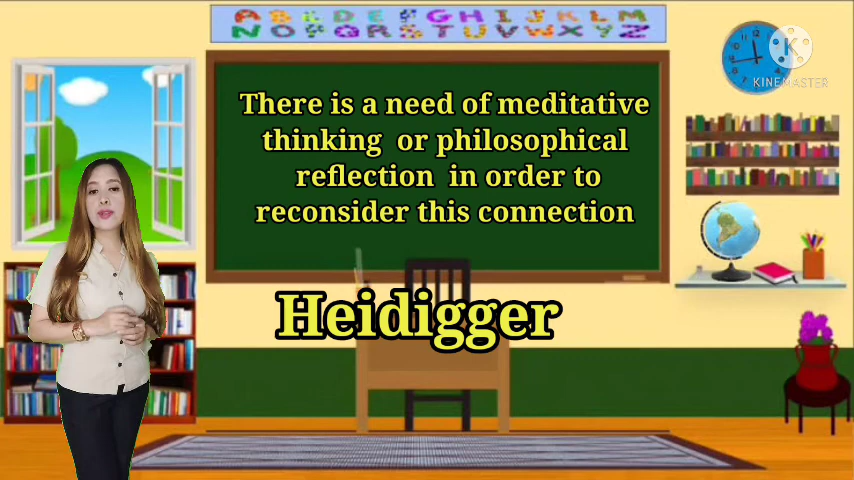 A B C D E F G H I J K L M
N O P Q R S T U V W X Y Z
K
KINEMASTER
There is a need of meditative
thinking or philosophical
reflection in order to
reconsider this connection
Heidigger